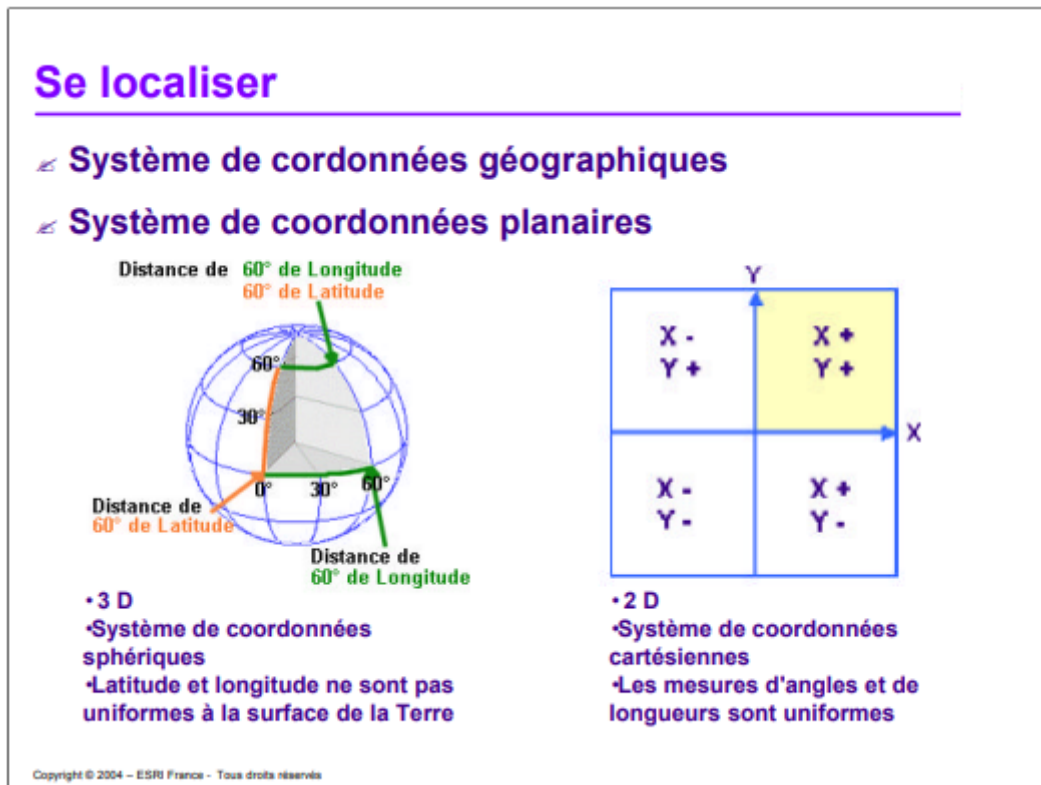 Se localiser
Système de cordonnées géographiques
Système de coordonnées planaires
Distance de 60° de Longitude
60° de Latitude
60°
30°
0° 30° 60°
Distance de
60° de Latitude
Distance de
60° de Longitude
• 3 D
•Système de coordonnées
sphériques
•Latitude et longitude ne sont pas
uniformes à la surface de la Terre
Y
X - X +
Y + Y +
X
X - X +
Y - Y -
• 2 D
•Système de coordonnées
cartésiennes
•Les mesures d'angles et de
longueurs sont uniformes
Copyright © 2004 – ESRI France - Tous droits réservés